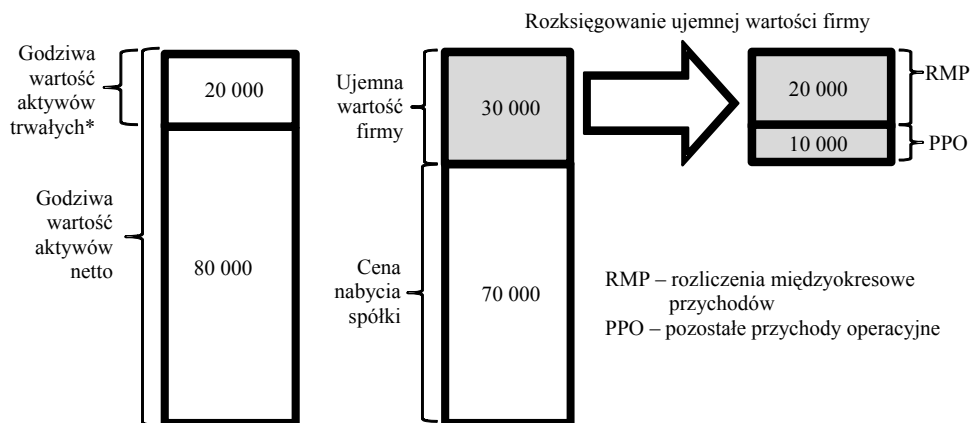 Rozksięgowanie ujemnej wartości firmy
Godziwa
wartość
aktywów
trwałych*
20 000
Godziwa
wartość
aktywów
netto
80 000
Ujemna
wartość
firmy
30 000
Cena
nabycia
spółki
70 000
20 000
RMP
10 000
PPO
RMP – rozliczenia międzyokresowe
przychodów
PPO – pozostałe przychody operacyjne